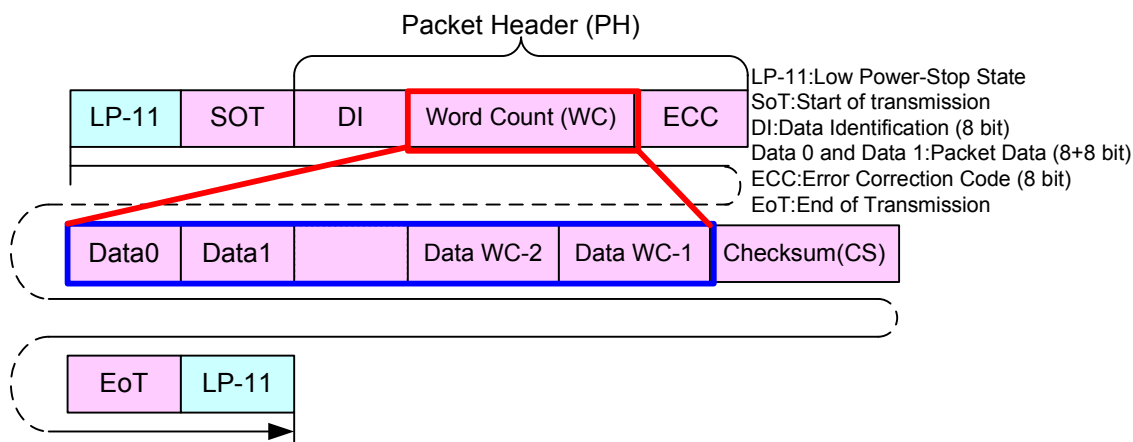 Packet Header (PH)
LP-11:Low Power-Stop State
SoT:Start of transmission
DI:Data Identification (8 bit)
Data 0 and Data 1:Packet Data (8+8 bit)
ECC:Error Correction Code (8 bit)
EoT:End of Transmission
LP-11 SOT DI Word Count (WC) ECC
Data0 Data1 Data WC-2 Data WC-1 Checksum(CS)
EoT LP-11